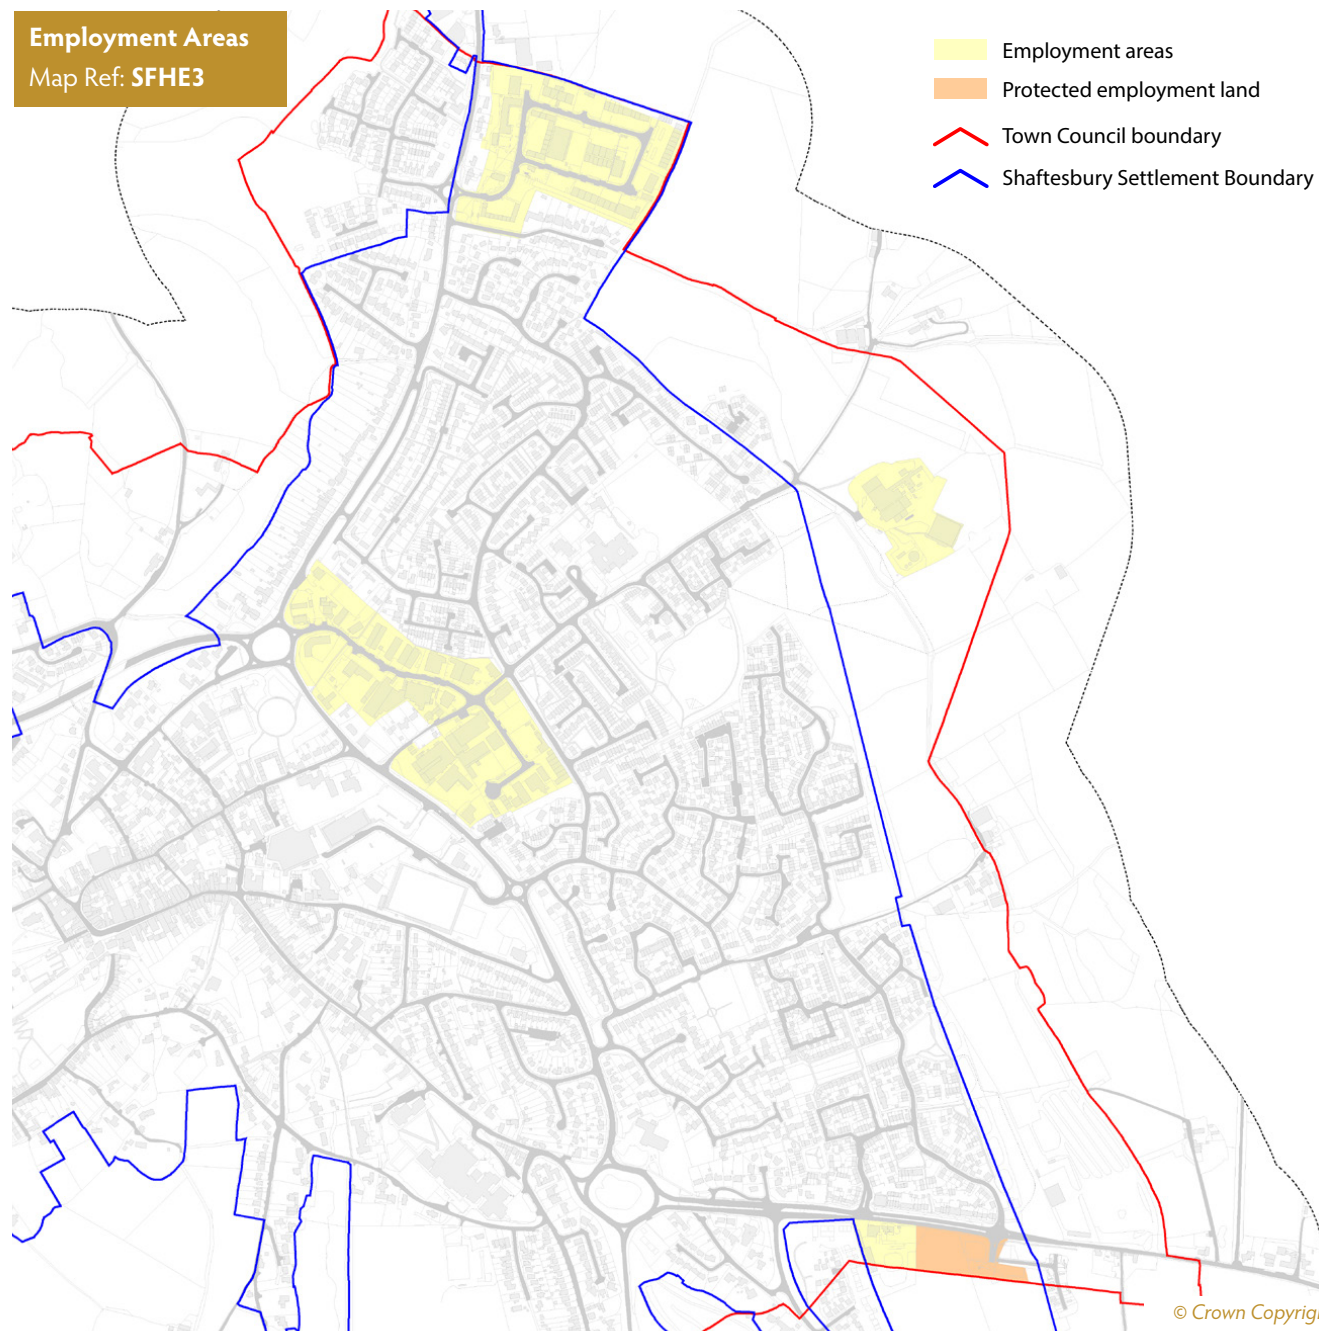 Employment Areas
Map Ref: SFHE3
Employment areas
Protected employment land
Town Council boundary
Shaftesbury Settlement Boundary
© Crown Copyrig